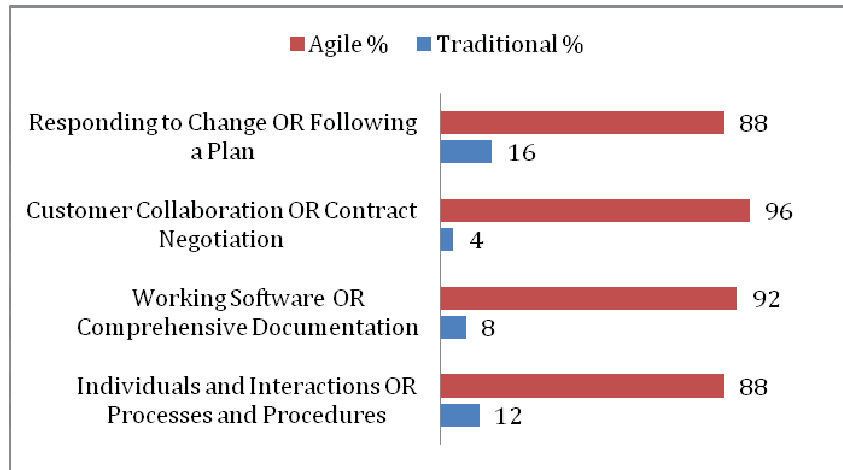 Agile % Traditional %
Responding to Change OR Following
a Plan
88
16
Customer Collaboration OR Contract
Negotiation
96
4
Working Software OR
Comprehensive Documentation
92
8
Individuals and Interactions OR
Processes and Procedures
88
12